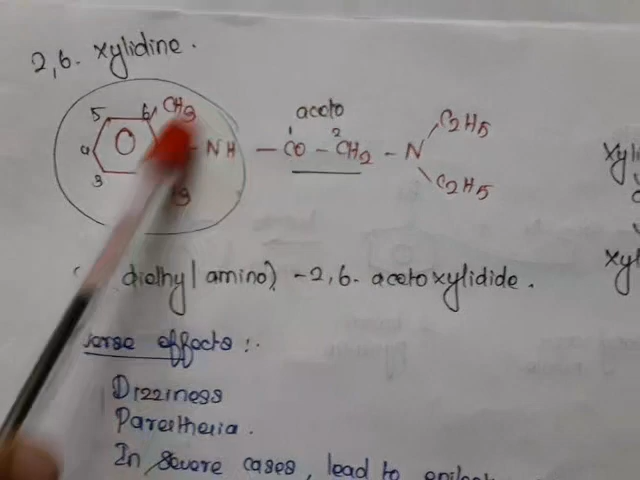 2,6. xylidine.
5 6 CH3 aceto C2H5
4 NH - CO - CH2 - N
1 2
3 C2H5
diethyl amino) - 2,6. acetoxylidide.
verse effects :-
Dizziness
Paresthesia.
In severe cases, lead to